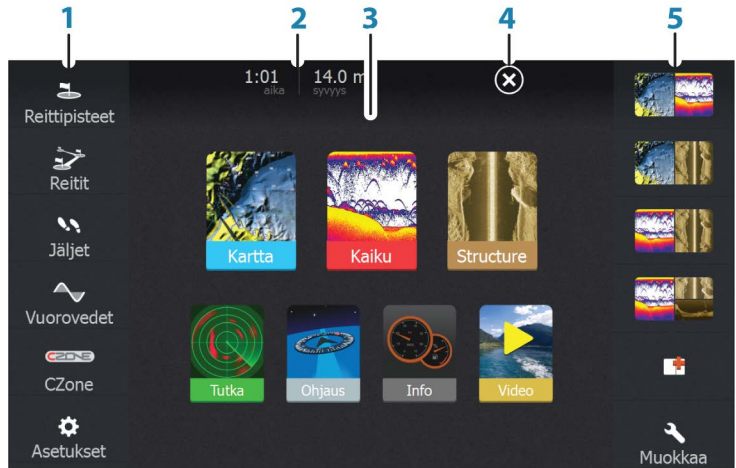 1 2 3 4 5
1:01 14.0 m
aika syvyys
Reittipisteet
Reitit
Jäljet
Vuorovedet
CZONE
CZone
Asetukset
Kartta Kaiku Structure
Tutka Ohjaus Info Video
Muokkaa